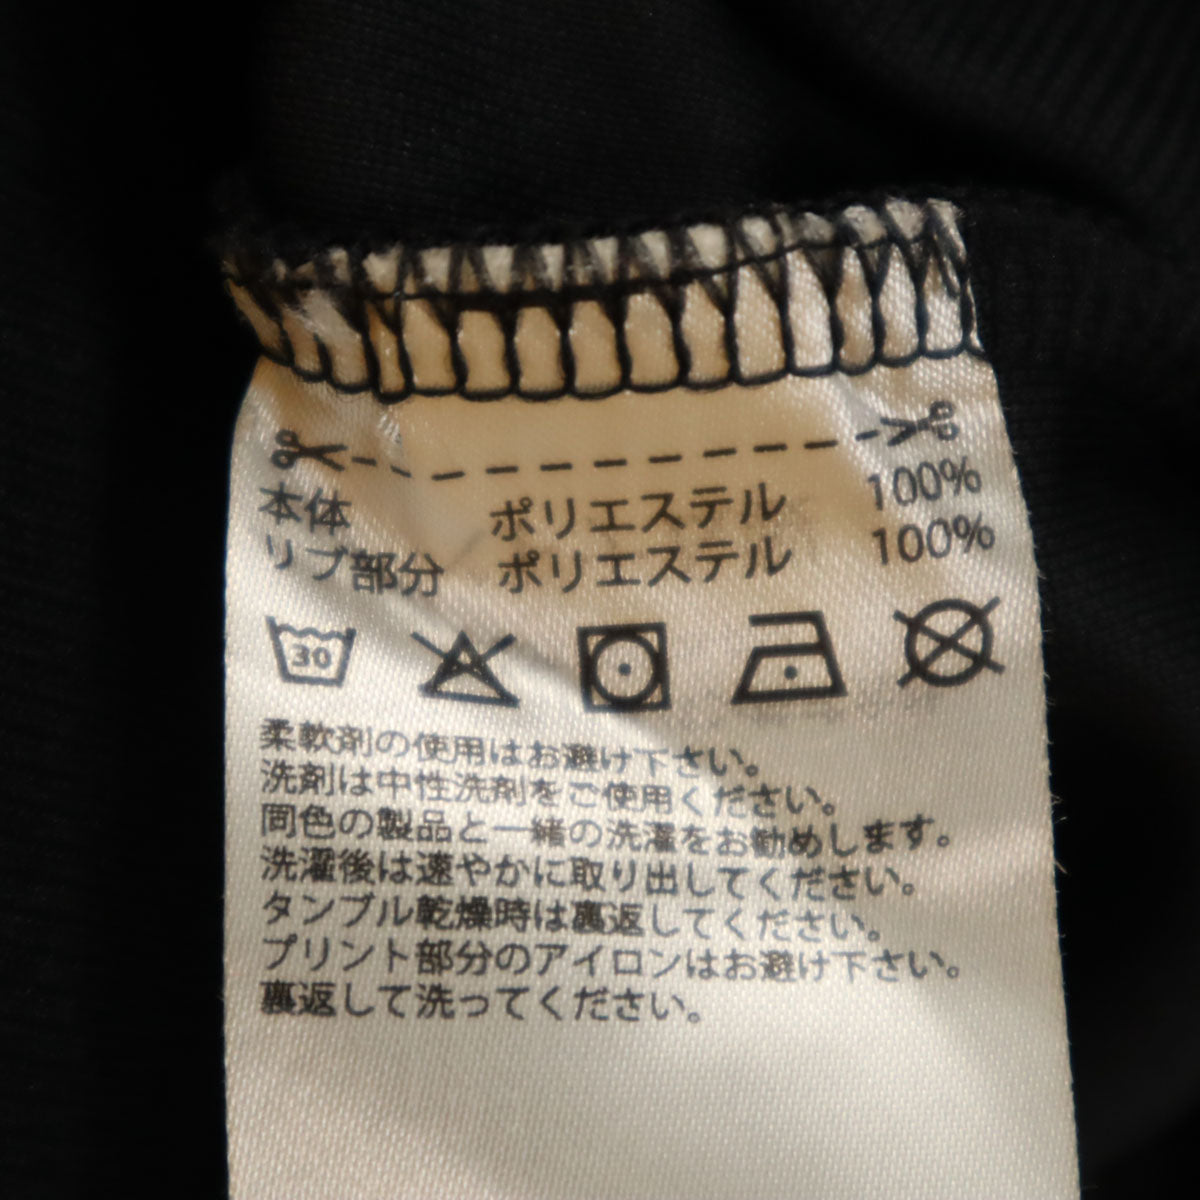 本体 ポリエステル 100%
リブ部分 ポリエステル 100%
30
柔軟剤の使用はお避け下さい。
洗剤は中性洗剤をご使用ください。
同色の製品と一緒の洗濯をお勧めします。
洗濯後は速やかに取り出してください。
タンブル乾燥時は裏返してください。
プリント部分のアイロンはお避け下さい。
裏返して洗ってください。